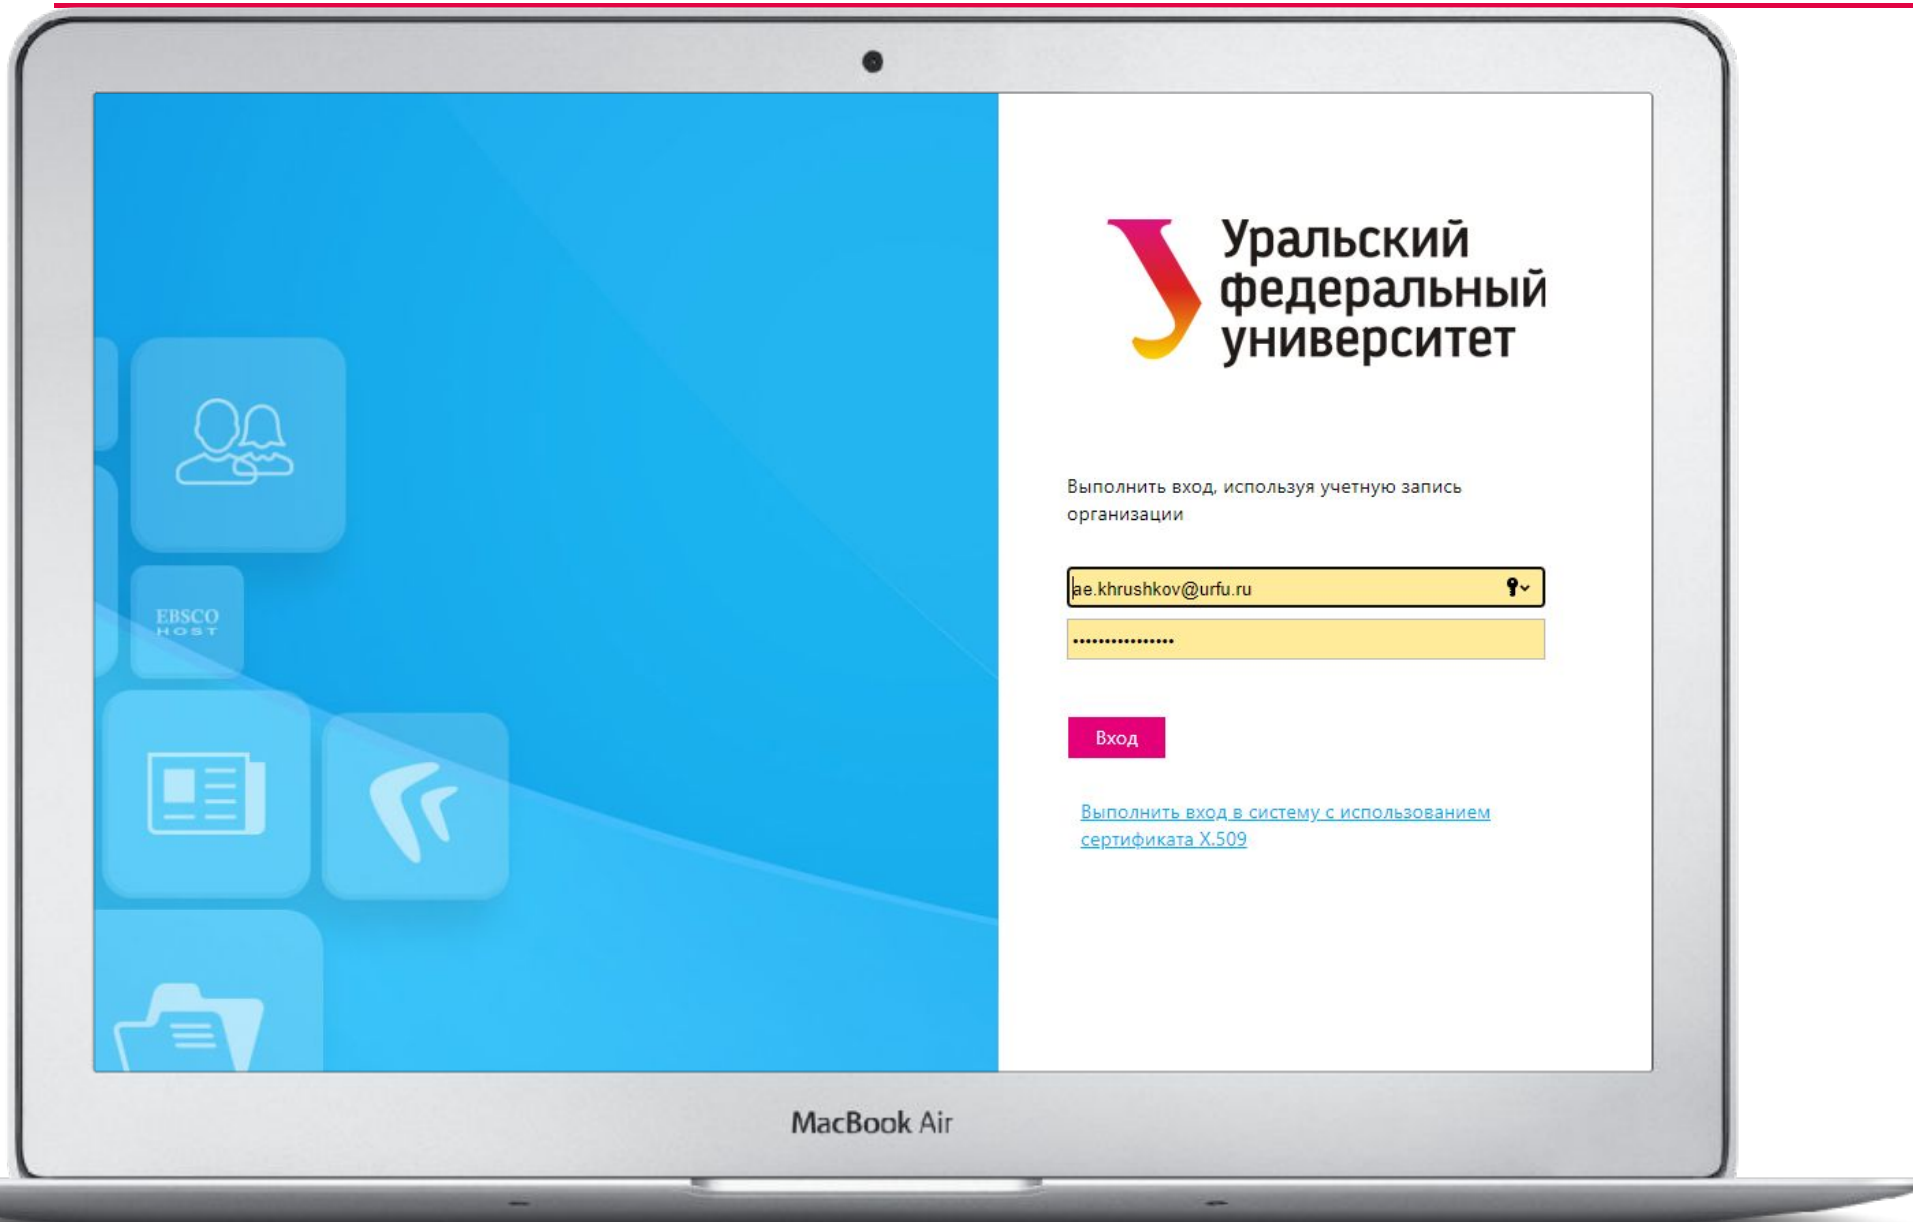 Уральский
федеральный
университет
Выполнить вход, используя учетную запись
организации
ae.khrushkov@urfu.ru
••••••••••••••••
Вход
Выполнить вход в систему с использованием
сертификата X.509
EBSCO
HOST
MacBook Air